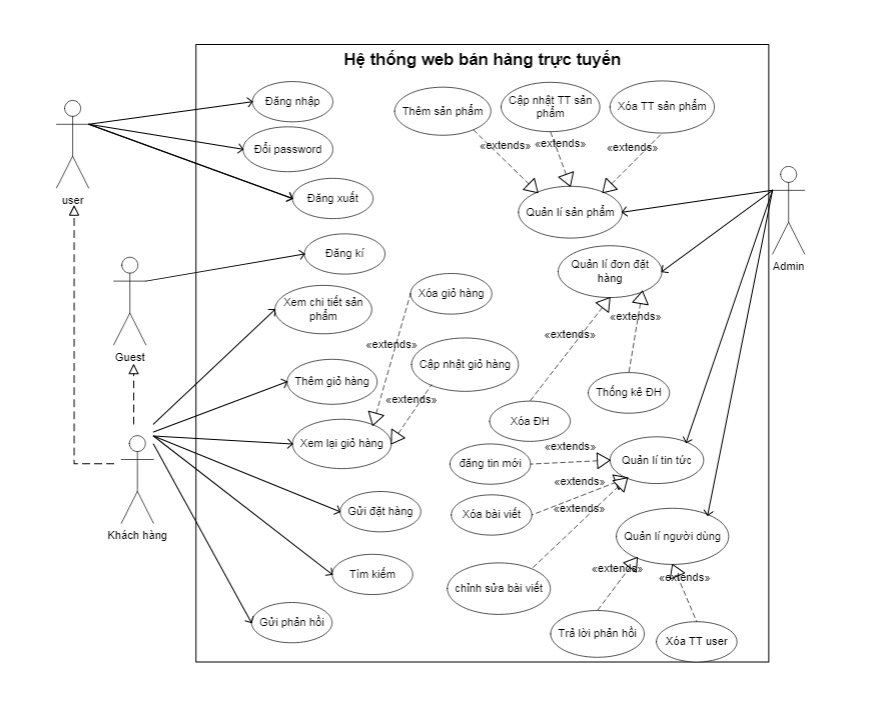 Hệ thống web bán hàng trực tuyến
user
Guest
Khách hàng
Admin
Đăng nhập
Đổi password
Đăng xuất
Đăng kí
Xem chi tiết sản
phẩm
Thêm giỏ hàng
Xem lại giỏ hàng
Gửi đặt hàng
Tìm kiếm
Gửi phản hồi
Xóa giỏ hàng
«extends»
Cập nhật giỏ hàng
«extends»
Thêm sản phẩm
Cập nhật TT sản
phẩm
Xóa TT sản phẩm
«extends»
«extends»
«extends»
Quản lí sản phẩm
Quản lí đơn đặt
hàng
«extends»
«extends»
Thống kê ĐH
Xóa ĐH
«extends»
đăng tin mới
Quản lí tin tức
«extends»
Xóa bài viết
«extends»
chỉnh sửa bài viết
Quản lí người dùng
«extends»
«extends»
Trả lời phản hồi
Xóa TT user